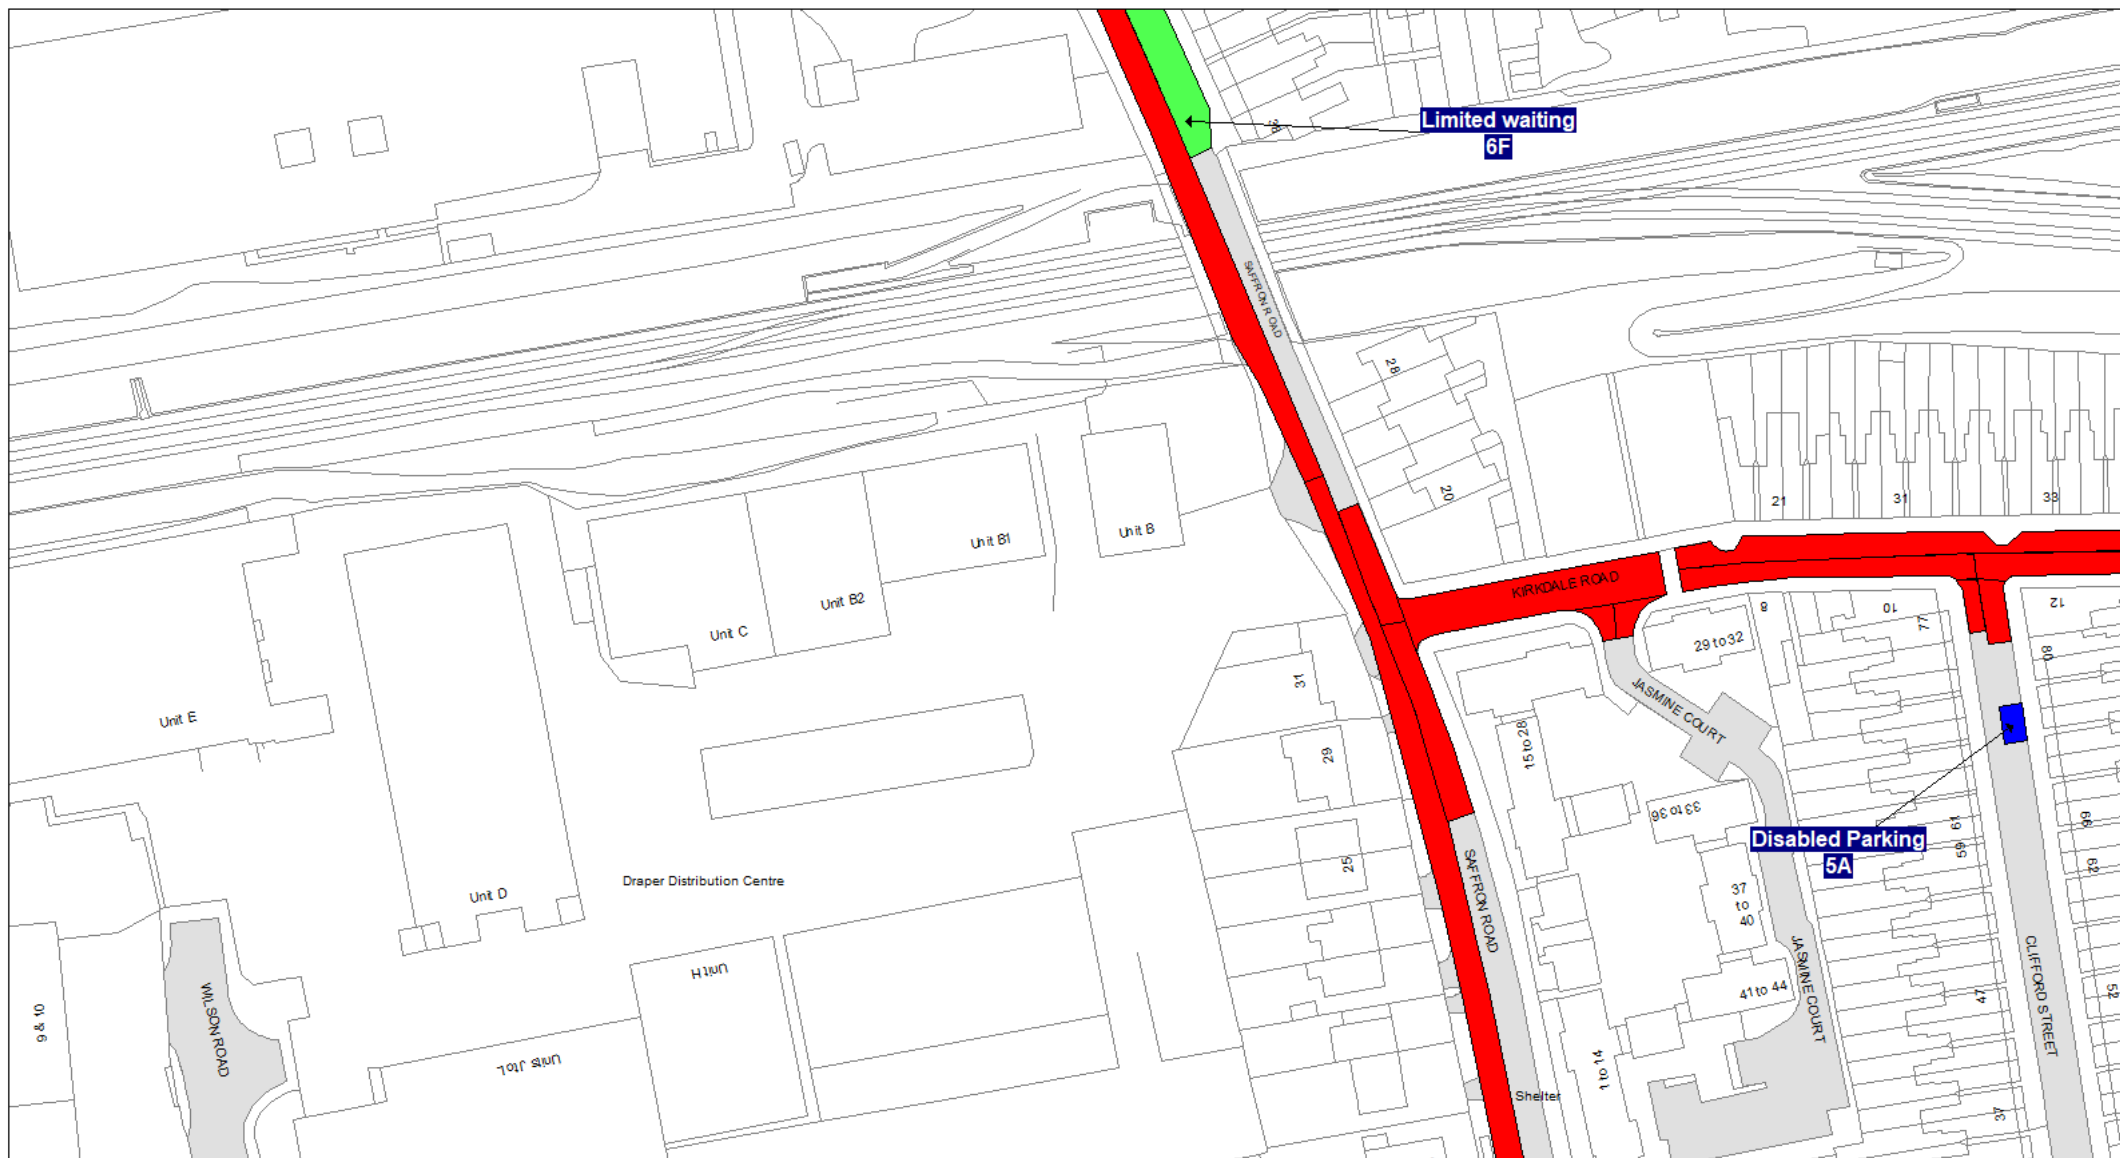 Limited waiting
6F
38
SAFFRON ROAD
28
20
21
31
33
Unit B
Unit B1
Unit B2
Unit C
KIRKDALE ROAD
8
10
77
12
29 to 32
80
31
JASMINE COURT
Unit E
29
15 to 28
33 to 36
Disabled Parking
5A
61
59
66
62
25
SAFFRON ROAD
Draper Distribution Centre
Unit D
37
to
40
JASMINE COURT
CLIFFORD STREET
Unit H
41 to 44
47
52
9 & 10
WILSON ROAD
Units J to L
1 to 14
Shelter
37